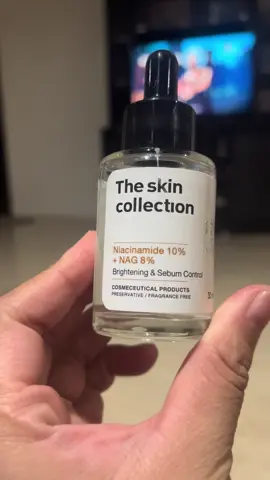 The skin
collection
Niacinamide 10%
+ NAG 8%
Brightening & Sebum Control
COSMECEUTICAL PRODUCTS
PRESERVATIVE / FRAGRANCE FREE